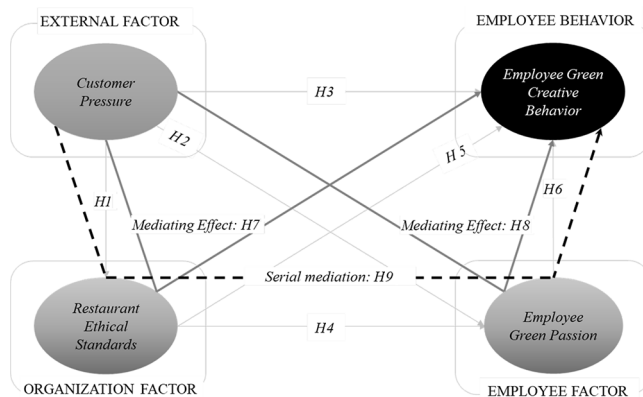 EXTERNAL FACTOR
EMPLOYEE BEHAVIOR
Customer
Pressure
Employee Green
Creative
Behavior
H3
H2
H5
H1
H6
Mediating Effect: H7
Mediating Effect: H8
Serial mediation: H9
Restaurant
Ethical
Standards
Employee
Green Passion
H4
ORGANIZATION FACTOR
EMPLOYEE FACTOR